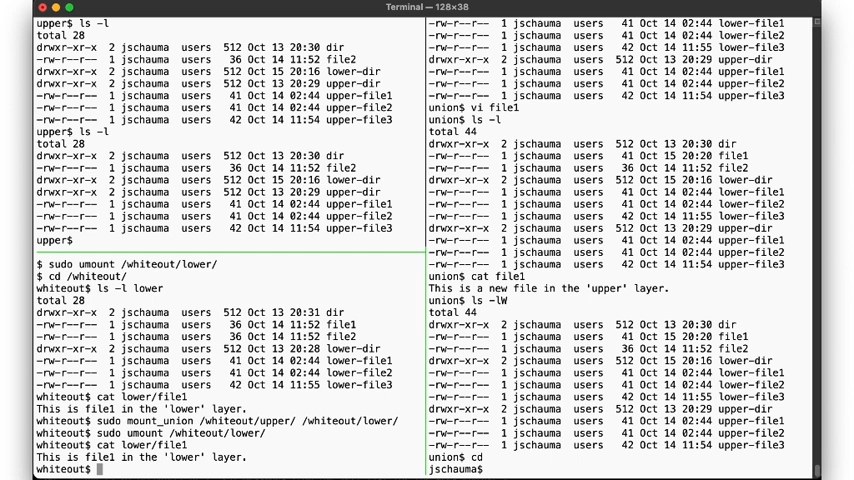 Terminal — 128×38
upper$ ls -l
total 28
drwxr-xr-x  2 jschauma  users  512 Oct 13 20:30 dir
-rw-r--r--  1 jschauma  users   36 Oct 14 11:52 file2
drwxr-xr-x  2 jschauma  users  512 Oct 15 20:16 lower-dir
drwxr-xr-x  2 jschauma  users  512 Oct 13 20:29 upper-dir
-rw-r--r--  1 jschauma  users   41 Oct 14 02:44 upper-file1
-rw-r--r--  1 jschauma  users   41 Oct 14 02:44 upper-file2
-rw-r--r--  1 jschauma  users   42 Oct 14 11:54 upper-file3
upper$ ls -l
total 28
drwxr-xr-x  2 jschauma  users  512 Oct 13 20:30 dir
-rw-r--r--  1 jschauma  users   36 Oct 14 11:52 file2
drwxr-xr-x  2 jschauma  users  512 Oct 15 20:16 lower-dir
drwxr-xr-x  2 jschauma  users  512 Oct 13 20:29 upper-dir
-rw-r--r--  1 jschauma  users   41 Oct 14 02:44 upper-file1
-rw-r--r--  1 jschauma  users   41 Oct 14 02:44 upper-file2
-rw-r--r--  1 jschauma  users   42 Oct 14 11:54 upper-file3
upper$
$ sudo umount /whiteout/lower/
$ cd /whiteout/
whiteout$ ls -l lower
total 28
drwxr-xr-x  2 jschauma  users  512 Oct 13 20:31 dir
-rw-r--r--  1 jschauma  users   36 Oct 14 11:52 file1
-rw-r--r--  1 jschauma  users   36 Oct 14 11:52 file2
drwxr-xr-x  2 jschauma  users  512 Oct 13 20:28 lower-dir
-rw-r--r--  1 jschauma  users   41 Oct 14 02:44 lower-file1
-rw-r--r--  1 jschauma  users   41 Oct 14 02:44 lower-file2
-rw-r--r--  1 jschauma  users   42 Oct 14 11:55 lower-file3
whiteout$ cat lower/file1
This is file1 in the 'lower' layer.
whiteout$ sudo mount_union /whiteout/upper/ /whiteout/lower/
whiteout$ sudo umount /whiteout/lower/
whiteout$ cat lower/file1
This is file1 in the 'lower' layer.
whiteout$
-rw-r--r--  1 jschauma  users   41 Oct 14 02:44 lower-file1
-rw-r--r--  1 jschauma  users   41 Oct 14 02:44 lower-file2
-rw-r--r--  1 jschauma  users   42 Oct 14 11:55 lower-file3
drwxr-xr-x  2 jschauma  users  512 Oct 13 20:29 upper-dir
-rw-r--r--  1 jschauma  users   41 Oct 14 02:44 upper-file1
-rw-r--r--  1 jschauma  users   41 Oct 14 02:44 upper-file2
-rw-r--r--  1 jschauma  users   42 Oct 14 11:54 upper-file3
union$ vi file1
union$ ls -l
total 44
drwxr-xr-x  2 jschauma  users  512 Oct 13 20:30 dir
-rw-r--r--  1 jschauma  users   41 Oct 15 20:20 file1
-rw-r--r--  1 jschauma  users   36 Oct 14 11:52 file2
drwxr-xr-x  2 jschauma  users  512 Oct 15 20:16 lower-dir
-rw-r--r--  1 jschauma  users   41 Oct 14 02:44 lower-file1
-rw-r--r--  1 jschauma  users   41 Oct 14 02:44 lower-file2
-rw-r--r--  1 jschauma  users   42 Oct 14 11:55 lower-file3
drwxr-xr-x  2 jschauma  users  512 Oct 13 20:29 upper-dir
-rw-r--r--  1 jschauma  users   41 Oct 14 02:44 upper-file1
-rw-r--r--  1 jschauma  users   41 Oct 14 02:44 upper-file2
-rw-r--r--  1 jschauma  users   42 Oct 14 11:54 upper-file3
union$ cat file1
This is a new file in the 'upper' layer.
union$ ls -lW
total 44
drwxr-xr-x  2 jschauma  users  512 Oct 13 20:30 dir
-rw-r--r--  1 jschauma  users   41 Oct 15 20:20 file1
-rw-r--r--  1 jschauma  users   36 Oct 14 11:52 file2
drwxr-xr-x  2 jschauma  users  512 Oct 15 20:16 lower-dir
-rw-r--r--  1 jschauma  users   41 Oct 14 02:44 lower-file1
-rw-r--r--  1 jschauma  users   41 Oct 14 02:44 lower-file2
-rw-r--r--  1 jschauma  users   42 Oct 14 11:55 lower-file3
drwxr-xr-x  2 jschauma  users  512 Oct 13 20:29 upper-dir
-rw-r--r--  1 jschauma  users   41 Oct 14 02:44 upper-file1
-rw-r--r--  1 jschauma  users   41 Oct 14 02:44 upper-file2
-rw-r--r--  1 jschauma  users   42 Oct 14 11:54 upper-file3
union$ cd
jschauma$